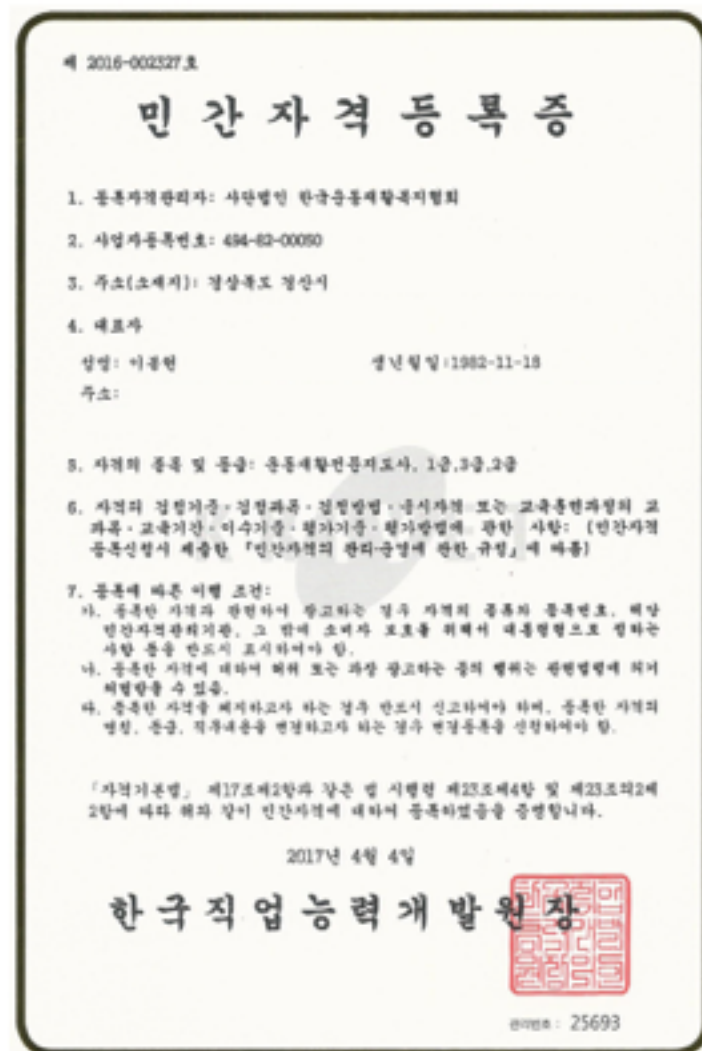 제 2016-002327호
민간자격등록증
1. 등록자격관리자: 사단법인 한국운동재활복지협회
2. 사업자등록번호: 494-82-00050
3. 주소(소재지): 경상북도 경산시
4. 대표자
성명: 이봉현 생년월일:1982-11-18
주소:
5. 자격의 종목 및 등급: 운동재활전문지도사, 1급,3급,2급
6. 자격의 검정기준·검정과목·검정방법·응시자격 또는 교육훈련과정의 교
과목·교육기간·이수기준·평가기준·평가방법에 관한 사항: (민간자격
등록신청서 제출한 「민간자격의 관리·운영에 관한 규정」에 따름)
7. 등록에 따른 이행 조건:
가. 등록한 자격과 관련하여 광고하는 경우 자격의 종목와 등록번호, 해당
민간자격관리기관, 그 밖에 소비자 보호를 위해서 대통령령으로 정하는
사항 등을 반드시 표시하여야 함.
나. 등록한 자격에 대하여 허위 또는 과장 광고하는 등의 행위는 관련법령에 의거
처벌받을 수 있음.
다. 등록한 자격을 폐지하고자 하는 경우 반드시 신고하여야 하며, 등록한 자격의
명칭, 등급, 직무내용을 변경하고자 하는 경우 변경등록을 신청하여야 함.
「자격기본법」 제17조제2항과 같은 법 시행령 제23조제4항 및 제23조의2제
2항에 따라 위와 같이 민간자격에 대하여 등록하였음을 증명합니다.
2017년 4월 4일
한국직업능력개발원장
관리번호 : 25693